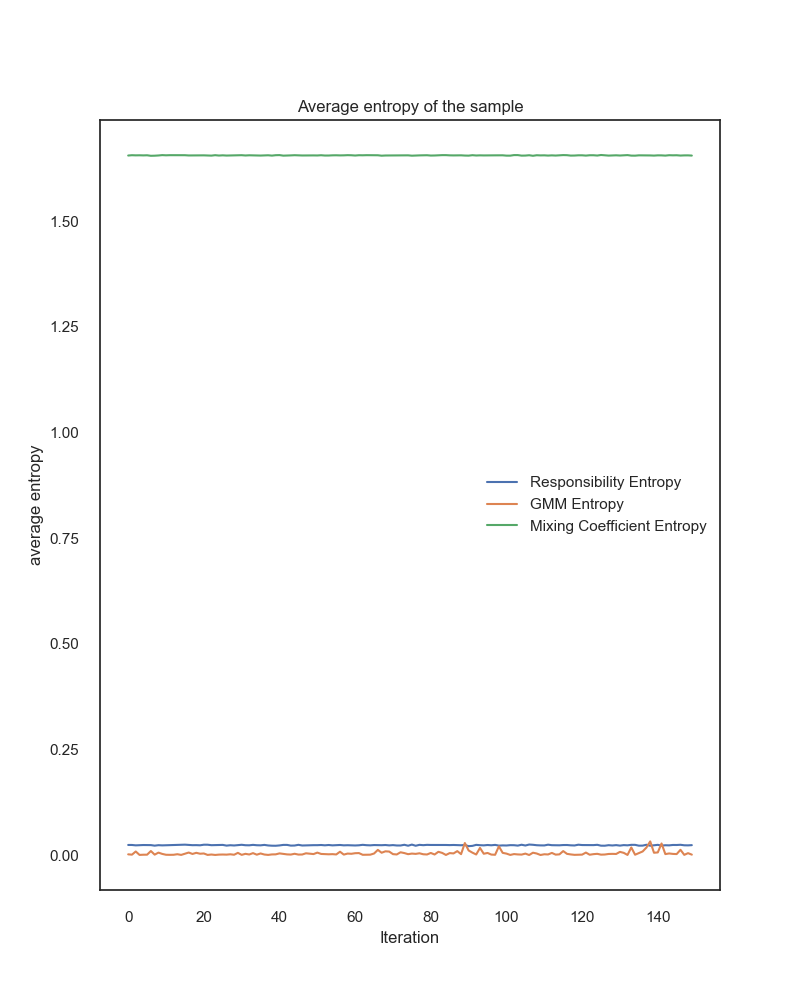 Average entropy of the sample
1.50
1.25
1.00
0.75
0.50
0.25
0.00
average entropy
Responsibility Entropy
GMM Entropy
Mixing Coefficient Entropy
0 20 40 60 80 100 120 140
Iteration